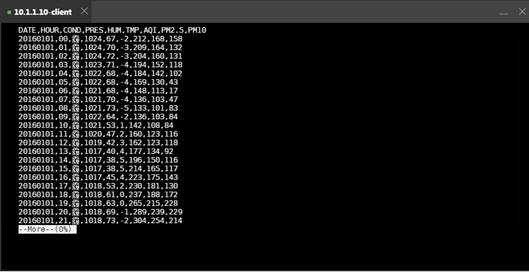 10.1.1.10-client
DATE,HOUR,COND,PRES,HUM,TMP,AQI,PM2.5,PM10
20160101,00,霾,1024,67,-2,212,168,158
20160101,01,霾,1024,70,-3,209,164,132
20160101,02,霾,1024,72,-3,204,160,131
20160101,03,霾,1023,71,-4,194,152,118
20160101,04,霾,1022,68,-4,184,142,102
20160101,05,霾,1022,68,-4,169,130,43
20160101,06,霾,1021,68,-4,148,113,17
20160101,07,霾,1021,70,-4,136,103,47
20160101,08,霾,1021,73,-5,133,101,83
20160101,09,霾,1022,64,-2,136,103,84
20160101,10,霾,1021,53,1,142,108,84
20160101,11,霾,1020,47,2,160,123,116
20160101,12,霾,1019,42,3,162,123,118
20160101,13,霾,1017,40,4,177,134,92
20160101,14,霾,1017,38,5,196,150,116
20160101,15,霾,1017,38,5,214,165,117
20160101,16,霾,1017,45,4,223,175,143
20160101,17,霾,1018,53,2,230,181,130
20160101,18,霾,1018,61,0,237,188,172
20160101,19,霾,1018,63,0,265,215,228
20160101,20,霾,1018,69,-1,289,239,229
20160101,21,霾,1018,73,-2,304,254,214
--More--(0%)